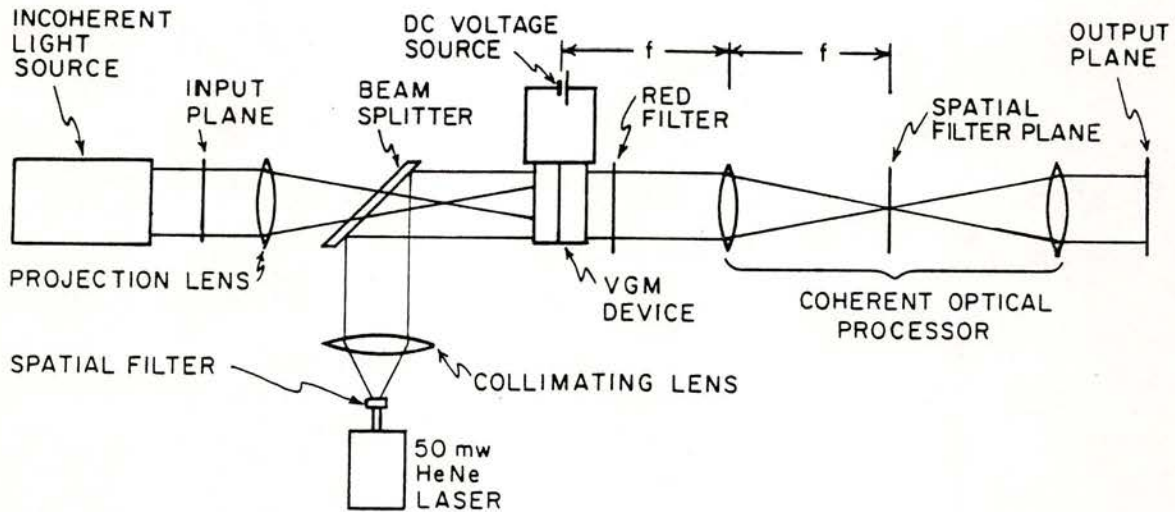 INCOHERENT
LIGHT
SOURCE
INPUT
PLANE
BEAM
SPLITTER
DC VOLTAGE
SOURCE
f
f
RED
FILTER
SPATIAL
FILTER PLANE
OUTPUT
PLANE
PROJECTION LENS
VGM
DEVICE
COHERENT OPTICAL
PROCESSOR
SPATIAL FILTER
COLLIMATING LENS
50 mw
HeNe
LASER